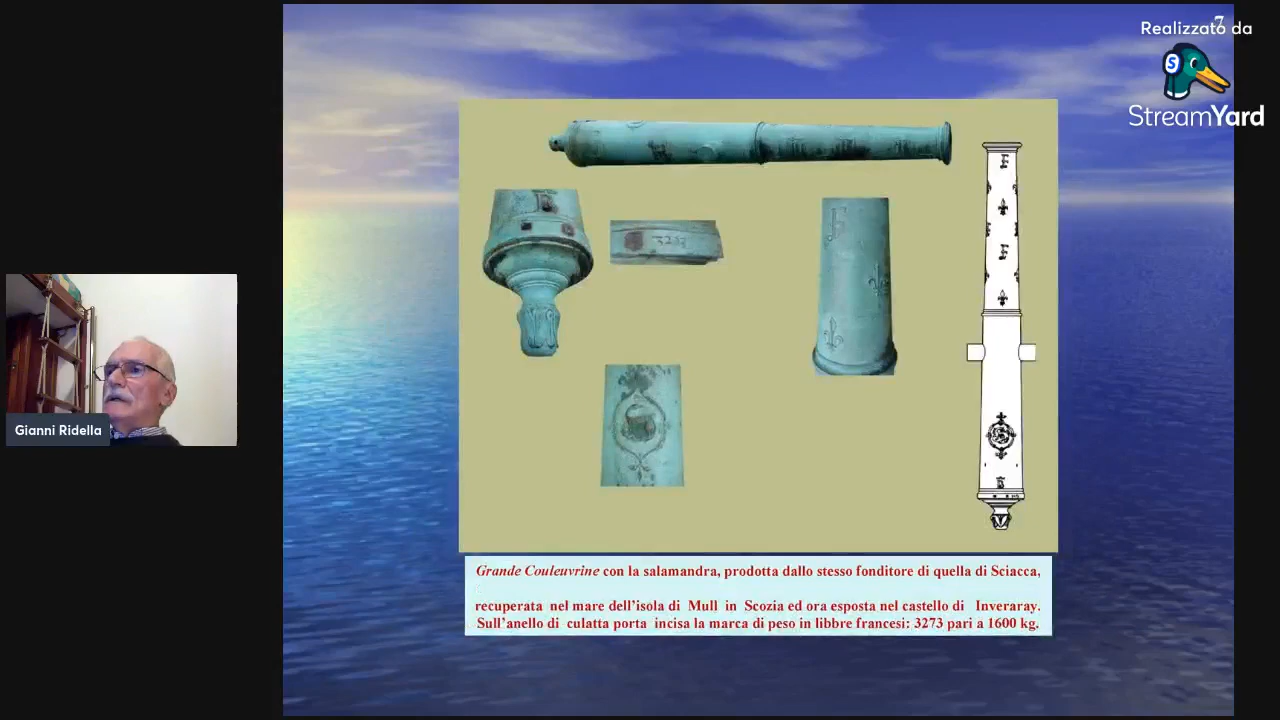 Realizzato da
7
StreamYard
Gianni Ridella
Grande Couleuvrine con la salamandra, prodotta dallo stesso fonditore di quella di Sciacca,
recuperata nel mare dell'isola di Mull in Scozia ed ora esposta nel castello di Inveraray.
Sull'anello di culatta porta incisa la marca di peso in libbre francesi: 3273 pari a 1600 kg.